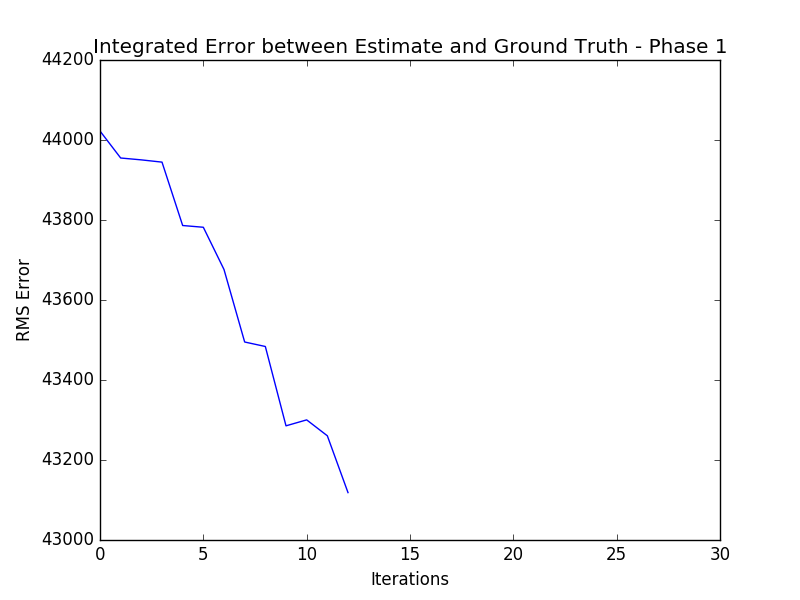 Integrated Error between Estimate and Ground Truth - Phase 1
44200
44000
43800
43600
43400
43200
43000
RMS Error
0 5 10 15 20 25 30
Iterations